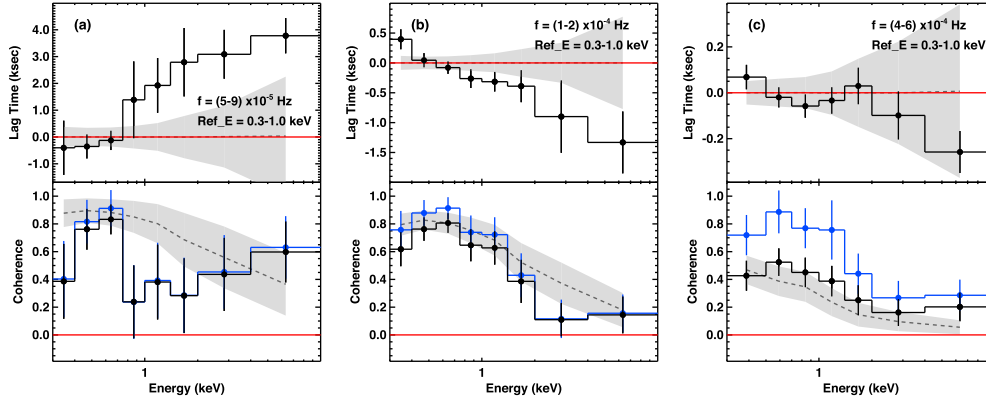 (a)
f = (5-9) x10^-5 Hz
Ref_E = 0.3-1.0 keV
Lag Time (ksec)
4.0
3.0
2.0
1.0
0.0
-1.0
Coherence
1.0
0.8
0.6
0.4
0.2
0.0
1
Energy (keV)
(b)
f = (1-2) x10^-4 Hz
Ref_E = 0.3-1.0 keV
Lag Time (ksec)
0.5
0.0
-0.5
-1.0
-1.5
Coherence
1.0
0.8
0.6
0.4
0.2
0.0
1
Energy (keV)
(c)
f = (4-6) x10^-4 Hz
Ref_E = 0.3-1.0 keV
Lag Time (ksec)
0.2
0.0
-0.2
Coherence
1.0
0.8
0.6
0.4
0.2
0.0
1
Energy (keV)